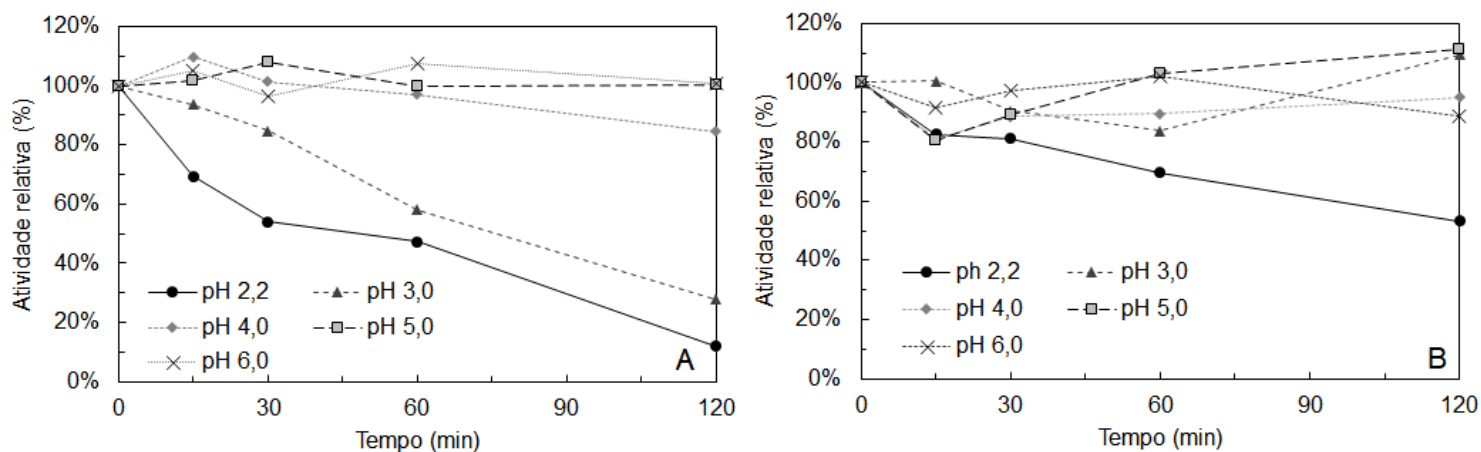 120%
100%
80%
60%
40%
20%
0%
Atividade relativa (%)
pH 2,2
pH 3,0
pH 4,0
pH 5,0
pH 6,0
A
0
30
60
90
120
Tempo (min)
120%
100%
80%
60%
40%
20%
0%
Atividade relativa (%)
ph 2,2
pH 3,0
pH 4,0
pH 5,0
pH 6,0
B
0
30
60
90
120
Tempo (min)